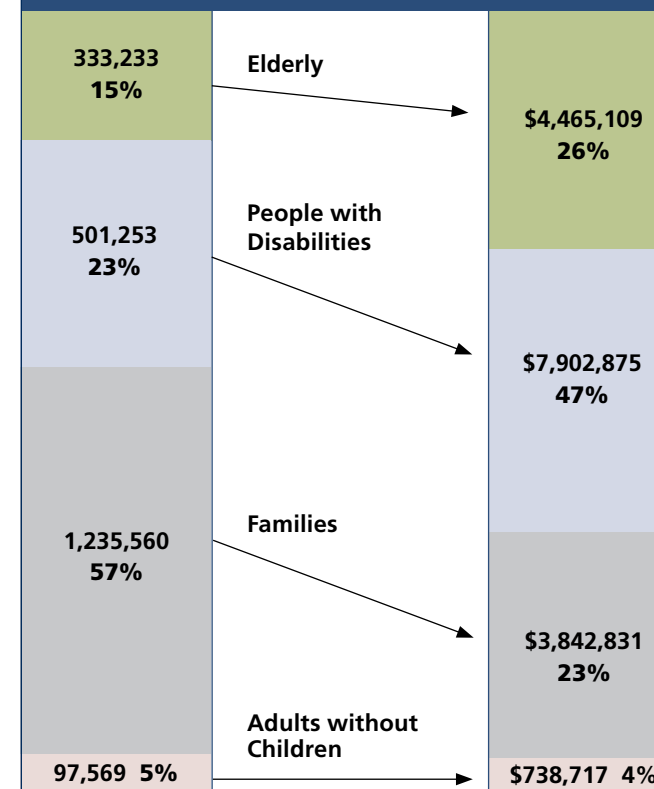 333,233
15%
Elderly
$4,465,109
26%
People with
Disabilities
501,253
23%
$7,902,875
47%
Families
1,235,560
57%
$3,842,831
23%
Adults without
Children
97,569 5%
$738,717 4%